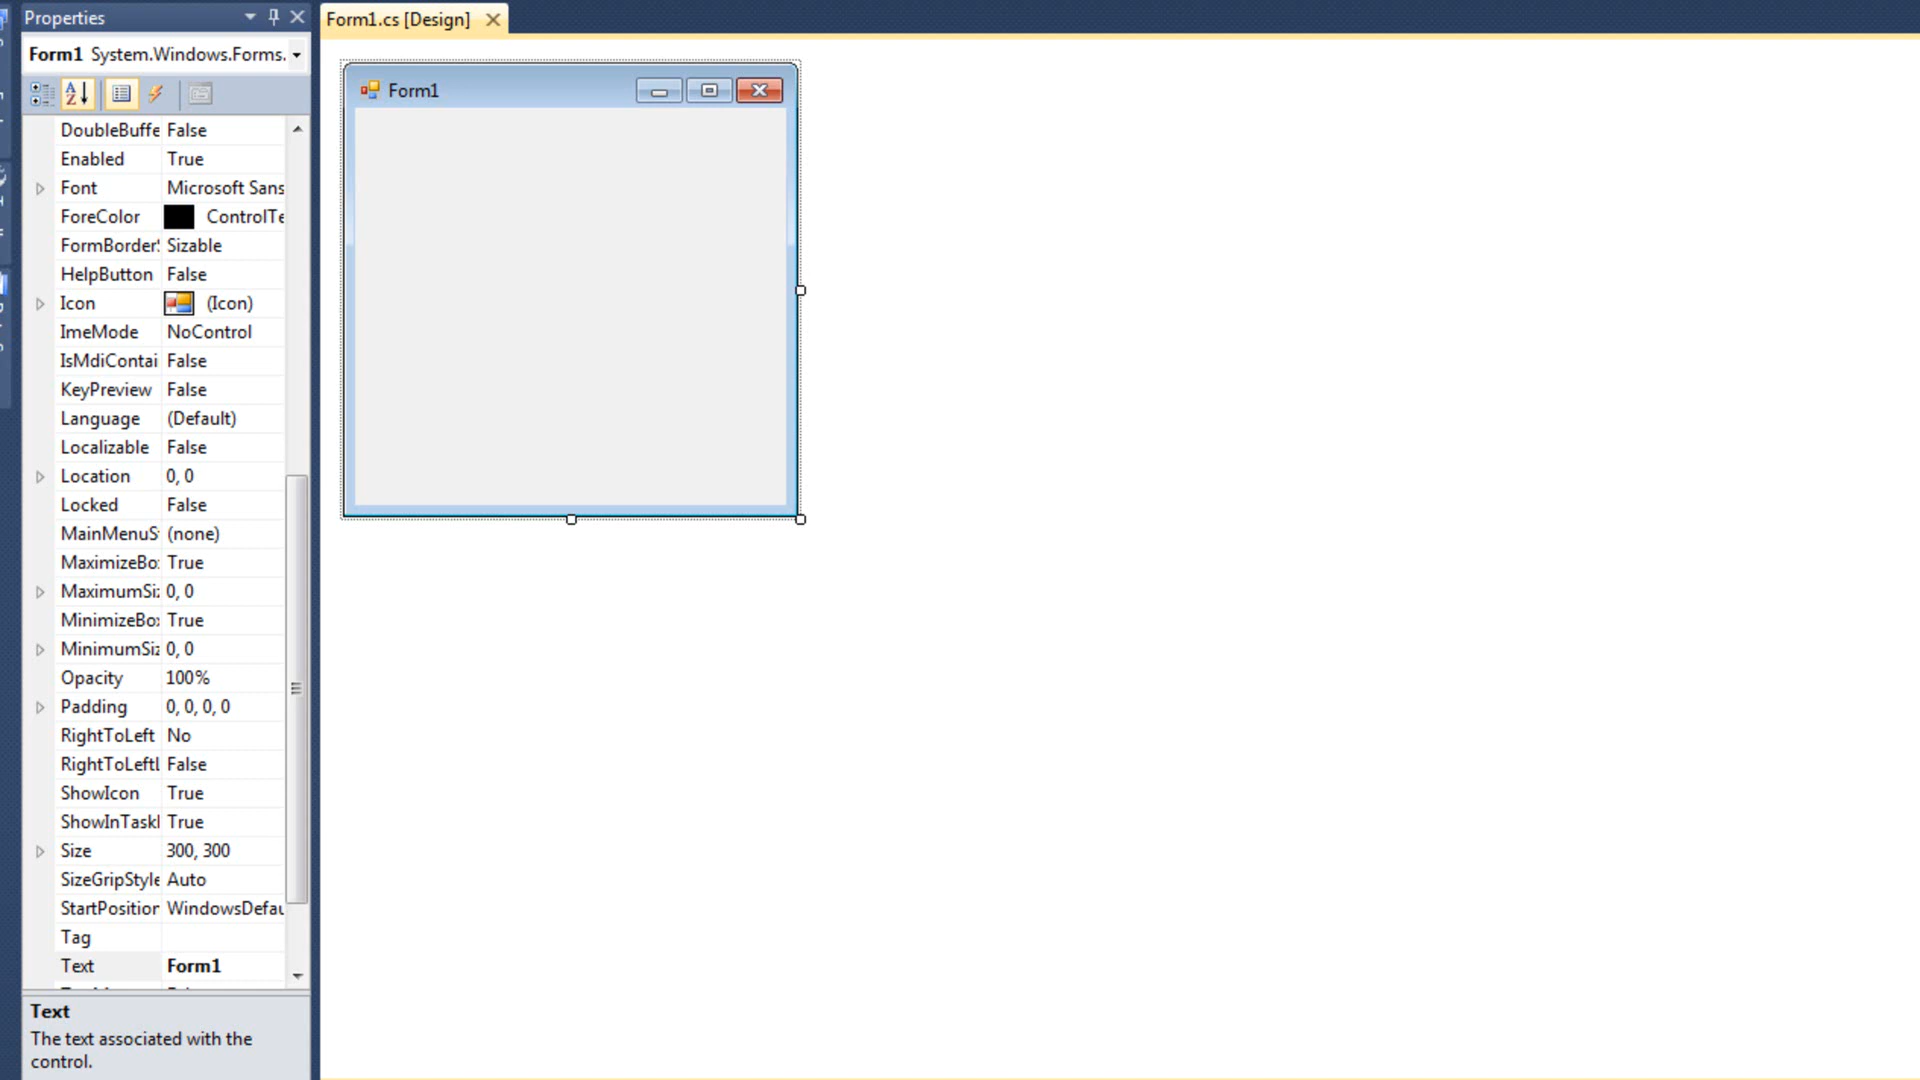 Properties
Form1 System.Windows.Forms.
DoubleBuffe False
Enabled True
Font Microsoft Sans
ForeColor ControlTe
FormBorder Sizable
HelpButton False
Icon (Icon)
ImeMode NoControl
IsMdiContai False
KeyPreview False
Language (Default)
Localizable False
Location 0, 0
Locked False
MainMenuS (none)
MaximizeBo True
MaximumSi 0, 0
MinimizeBo True
MinimumSiz 0, 0
Opacity 100%
Padding 0, 0, 0, 0
RightToLeft No
RightToLeftL False
ShowIcon True
ShowInTask True
Size 300, 300
SizeGripStyle Auto
StartPosition WindowsDefau
Tag
Text Form1
Text
The text associated with the
control.
Form1.cs [Design]
Form1